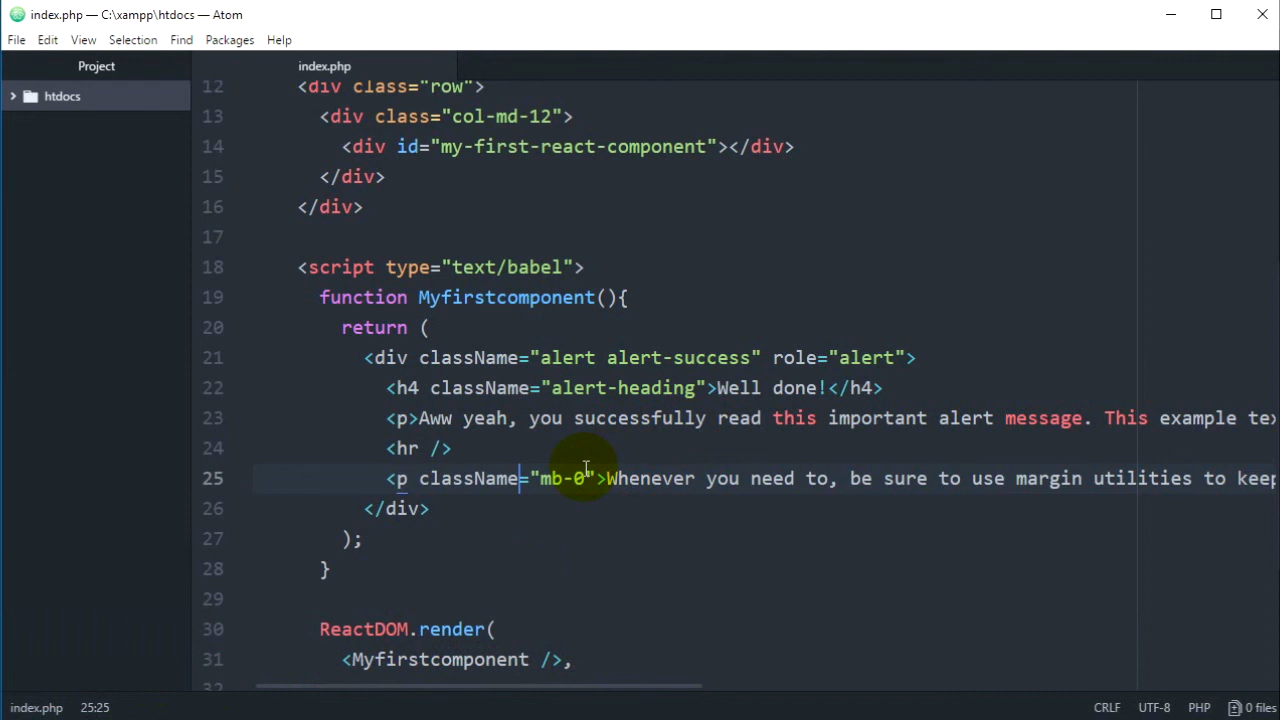 index.php — C:\xampp\htdocs — Atom
File Edit View Selection Find Packages Help
Project
index.php
htdocs
12 <div class="row">
13 <div class="col-md-12">
14 <div id="my-first-react-component"></div>
15 </div>
16 </div>
17
18 <script type="text/babel">
19 function Myfirstcomponent(){
20 return (
21 <div className="alert alert-success" role="alert">
22 <h4 className="alert-heading">Well done!</h4>
23 <p>Aww yeah, you successfully read this important alert message. This example tex
24 <hr />
25 <p className="mb-0">Whenever you need to, be sure to use margin utilities to keep
26 </div>
27 );
28 }
29
30 ReactDOM.render(
31 <Myfirstcomponent />,
32
index.php 25:25 CRLF UTF-8 PHP 0 files